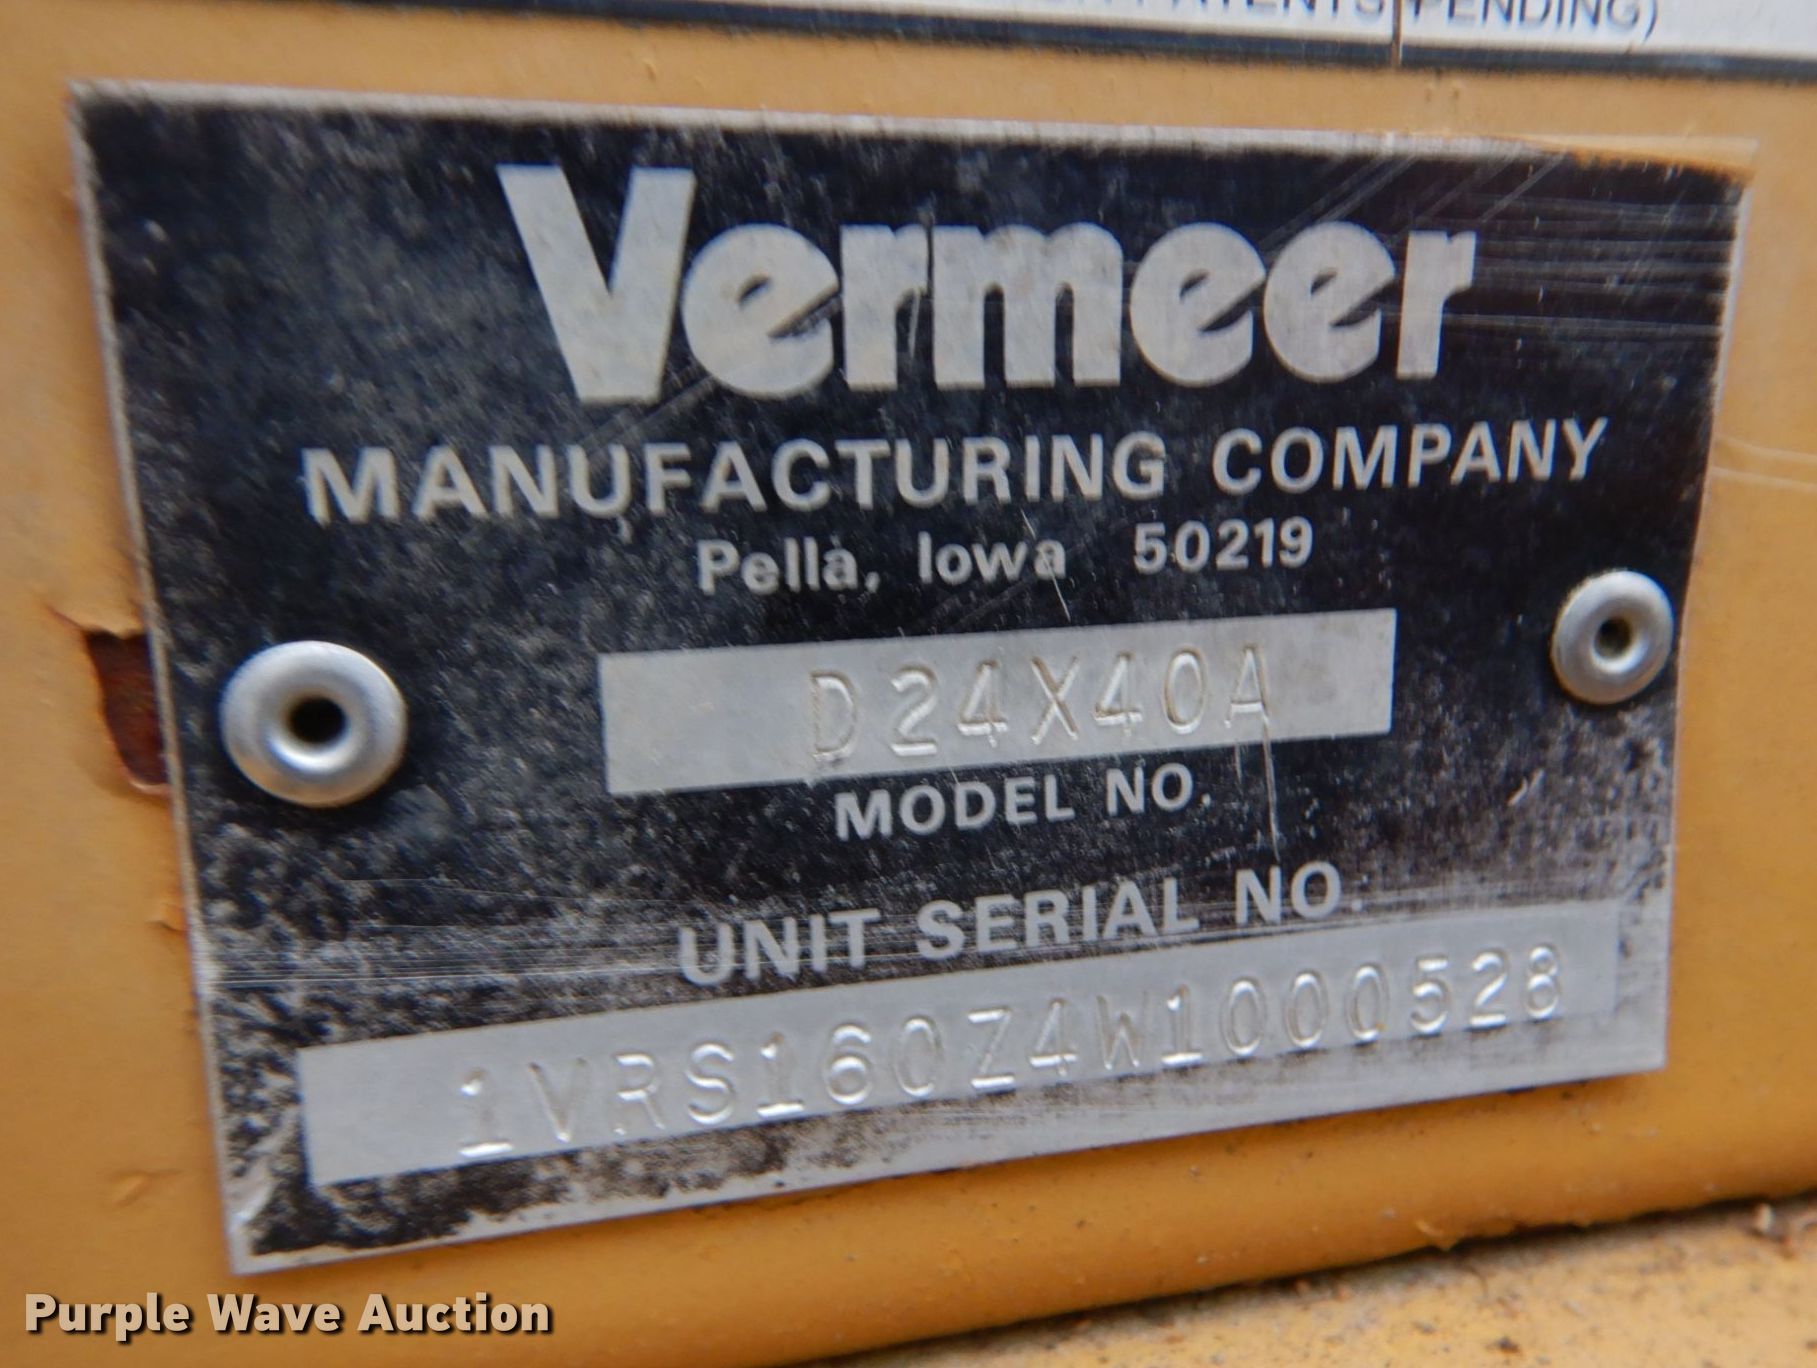 PATENTS PENDING)
Vermeer
MANUFACTURING COMPANY
Pella, Iowa 50219
D24X40A
MODEL NO.
UNIT SERIAL NO.
1VRS160Z4W1000528
Purple Wave Auction